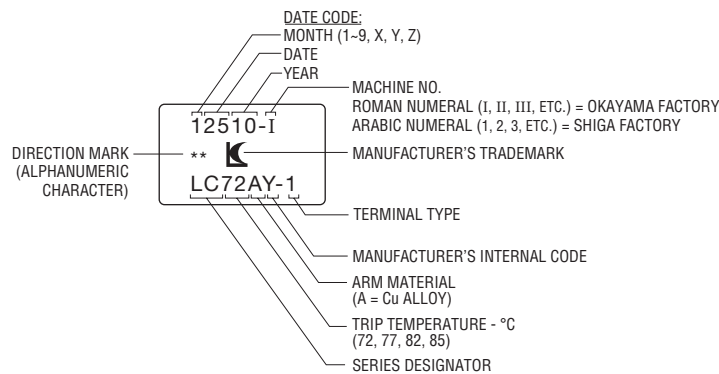 DATE CODE:
MONTH (1~9, X, Y, Z)
DATE
YEAR
MACHINE NO.
ROMAN NUMERAL (I, II, III, ETC.) = OKAYAMA FACTORY
ARABIC NUMERAL (1, 2, 3, ETC.) = SHIGA FACTORY
12510-I
DIRECTION MARK
(ALPHANUMERIC
CHARACTER)
**
MANUFACTURER'S TRADEMARK
LC72AY-1
TERMINAL TYPE
MANUFACTURER'S INTERNAL CODE
ARM MATERIAL
(A = Cu ALLOY)
TRIP TEMPERATURE - °C
(72, 77, 82, 85)
SERIES DESIGNATOR